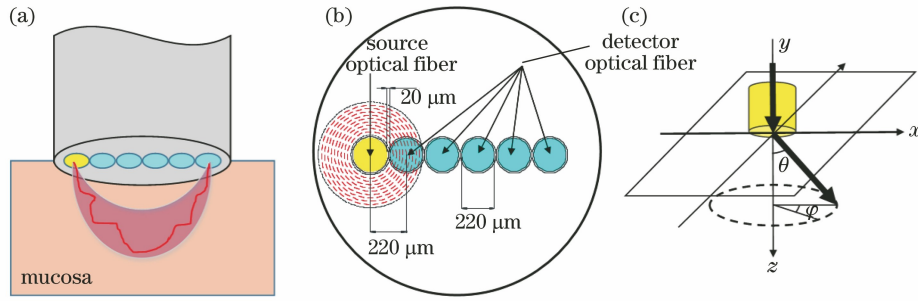 (a)
mucosa
(b)
source
optical fiber
detector
optical fiber
20 μm
220 μm
220 μm
(c)
y
x
θ
φ
z